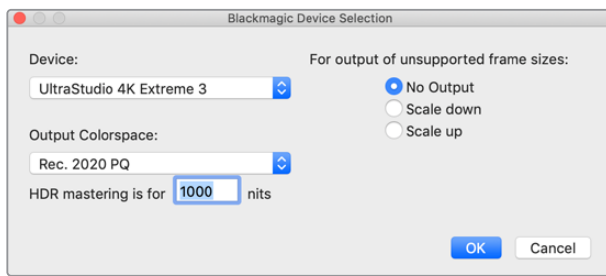 Blackmagic Device Selection
Device:
UltraStudio 4K Extreme 3
Output Colorspace:
Rec. 2020 PQ
HDR mastering is for 1000 nits
For output of unsupported frame sizes:
No Output
Scale down
Scale up
OK
Cancel